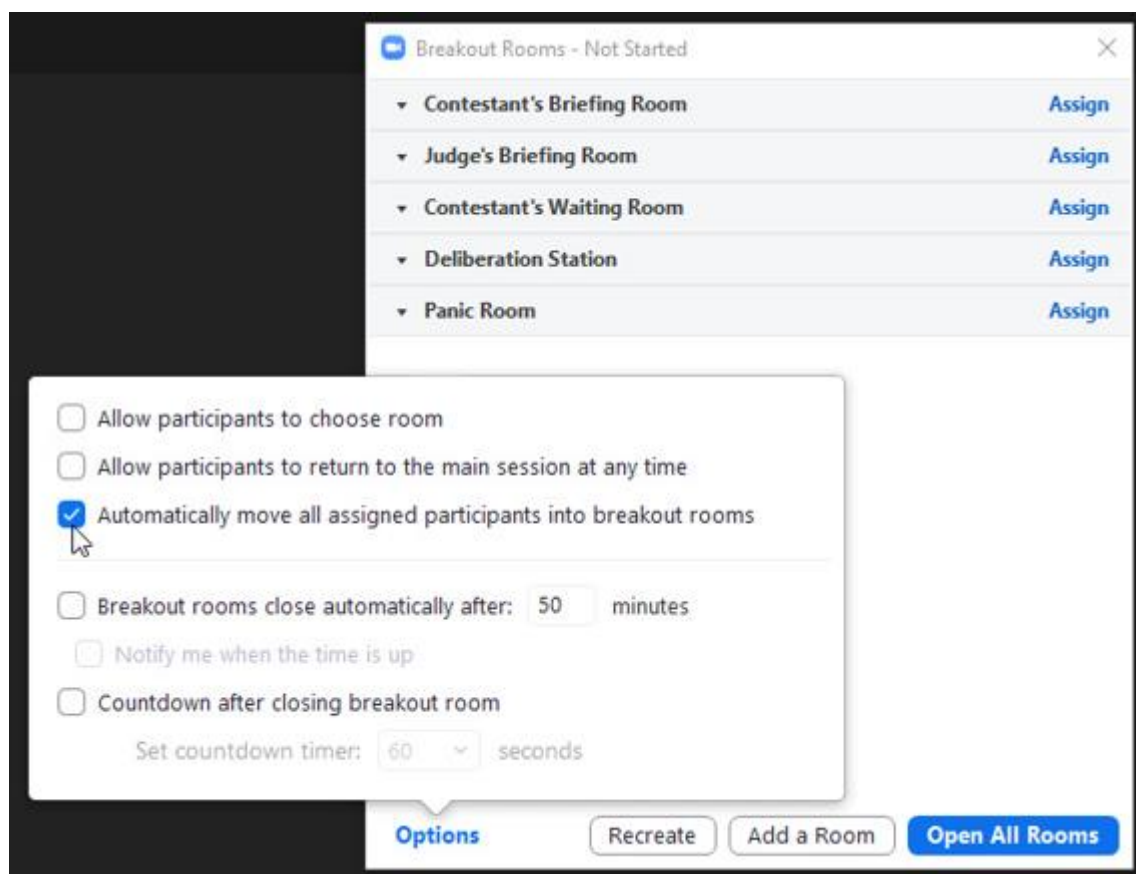 Breakout Rooms - Not Started
Contestant's Briefing Room Assign
Judge's Briefing Room Assign
Contestant's Waiting Room Assign
Deliberation Station Assign
Panic Room Assign
Allow participants to choose room
Allow participants to return to the main session at any time
Automatically move all assigned participants into breakout rooms
Breakout rooms close automatically after: 50 minutes
Notify me when the time is up
Countdown after closing breakout room
Set countdown timer: 60 seconds
Options Recreate Add a Room Open All Rooms